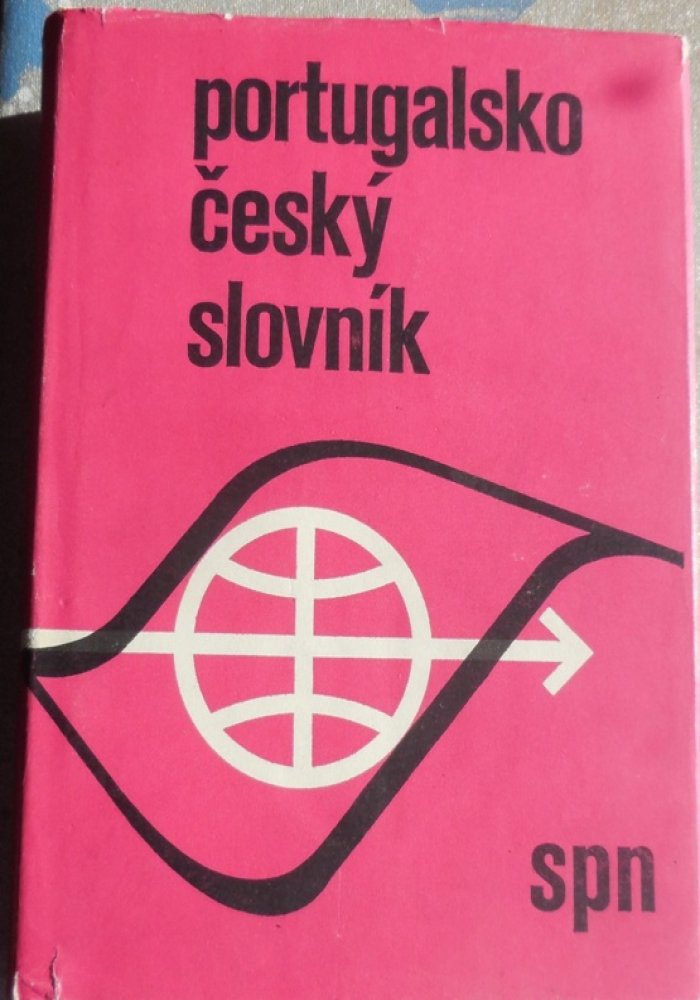 portugalsko
český
slovník
spn